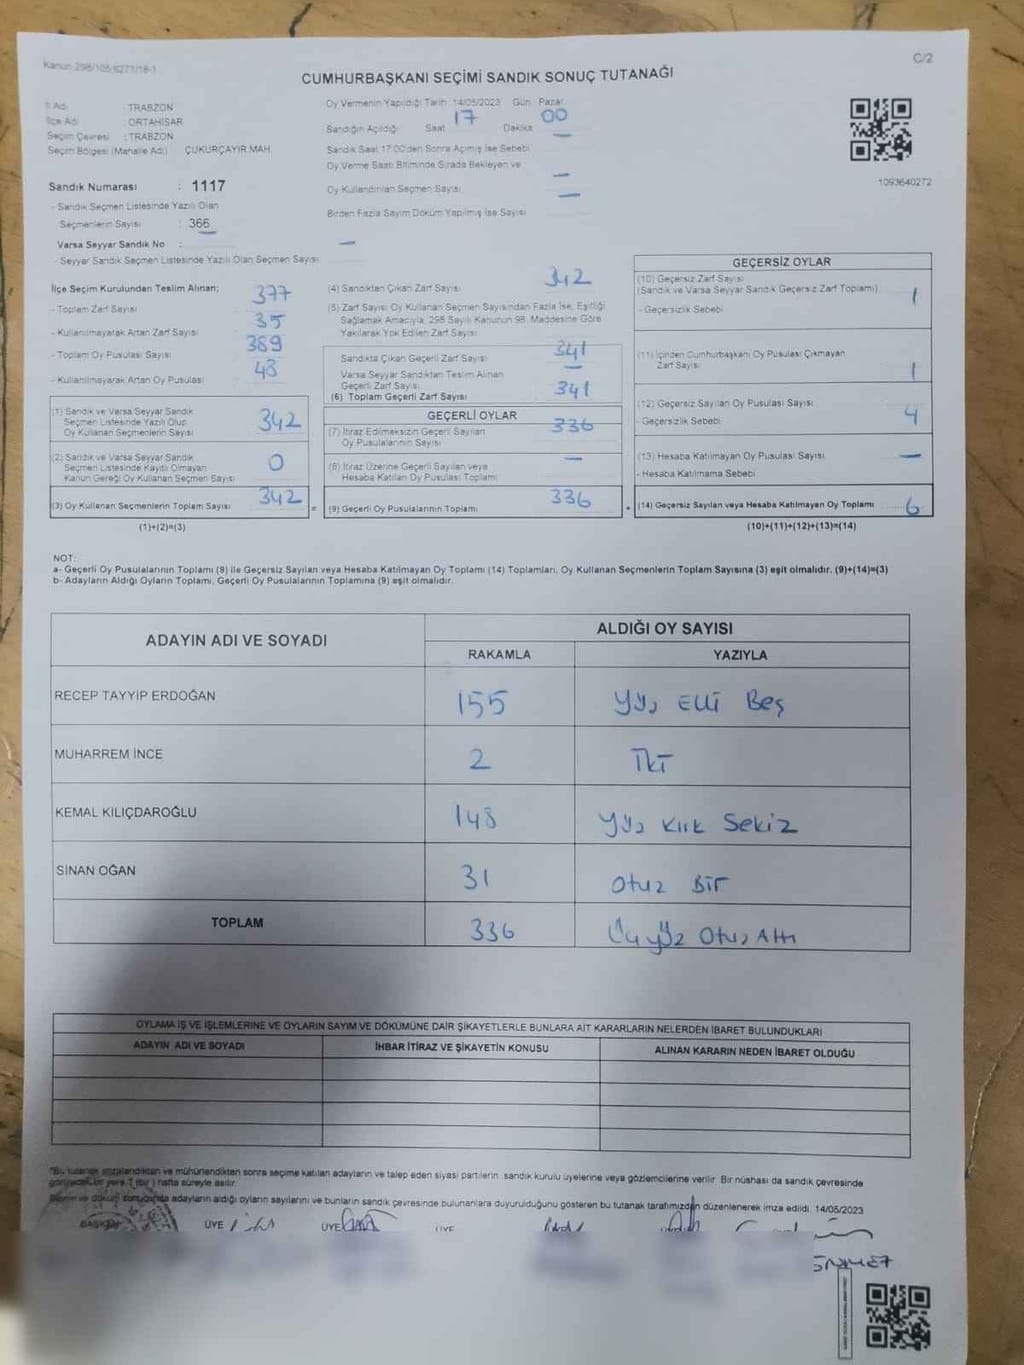 Kanun 298/105/6271/18-1
C/2
CUMHURBAŞKANI SEÇİMİ SANDIK SONUÇ TUTANAĞI
İl Adı TRABZON
İlçe Adı : ORTAHİSAR
Seçim Çevresi : TRABZON
Seçim Bölgesi (Mahalle Adı) ÇUKURÇAYIR MAH.
Sandık Numarası : 1117
- Sandık Seçmen Listesinde Yazılı Olan
Seçmenlerin Sayısı : 366
Varsa Seyyar Sandık No : —
- Seyyar Sandık Seçmen Listesinde Yazılı Olan Seçmen Sayısı
Oy Vermenin Yapıldığı Tarih 14/05/2023 Gün Pazar
Sandığın Açıldığı Saat 17 Dakika 00
Sandık Saat 17:00'den Sonra Açılmış İse Sebebi —
Oy Verme Saati Bitiminde Sırada Bekleyen ve
Oy Kullandırılan Seçmen Sayısı —
Birden Fazla Sayım Döküm Yapılmış İse Sayısı —
1093640272
İlçe Seçim Kurulundan Teslim Alınan;
- Toplam Zarf Sayısı 377
- Kullanılmayarak Artan Zarf Sayısı 35
- Toplam Oy Pusulası Sayısı 389
- Kullanılmayarak Artan Oy Pusulası 48
(1) Sandık ve Varsa Seyyar Sandık
Seçmen Listesinde Yazılı Olup
Oy Kullanan Seçmenlerin Sayısı 342
(2) Sandık ve Varsa Seyyar Sandık
Seçmen Listesinde Kayıtlı Olmayan
Kanun Gereği Oy Kullanan Seçmen Sayısı 0
(3) Oy Kullanan Seçmenlerin Toplam Sayısı 342
(1)+(2)=(3)
(4) Sandıktan Çıkan Zarf Sayısı 342
(5) Zarf Sayısı Oy Kullanan Seçmen Sayısından Fazla İse, Eşitliği
Sağlamak Amacıyla, 298 Sayılı Kanunun 98. Maddesine Göre
Yakılarak Yok Edilen Zarf Sayısı
Sandıkta Çıkan Geçerli Zarf Sayısı 341
Varsa Seyyar Sandıktan Teslim Alınan
Geçerli Zarf Sayısı —
(6) Toplam Geçerli Zarf Sayısı 341
GEÇERLİ OYLAR
(7) İtiraz Edilmeksizin Geçerli Sayılan
Oy Pusulalarının Sayısı 336
(8) İtiraz Üzerine Geçerli Sayılan veya
Hesaba Katılan Oy Pusulası Toplamı —
= (9) Geçerli Oy Pusulalarının Toplamı 336
GEÇERSİZ OYLAR
(10) Geçersiz Zarf Sayısı
(Sandık ve Varsa Seyyar Sandık Geçersiz Zarf Toplamı) 1
- Geçersizlik Sebebi
(11) İçinden Cumhurbaşkanı Oy Pusulası Çıkmayan
Zarf Sayısı 1
(12) Geçersiz Sayılan Oy Pusulası Sayısı 4
- Geçersizlik Sebebi
(13) Hesaba Katılmayan Oy Pusulası Sayısı —
- Hesaba Katılmama Sebebi
+ (14) Geçersiz Sayılan veya Hesaba Katılmayan Oy Toplamı 6
(10)+(11)+(12)+(13)=(14)
NOT:
a- Geçerli Oy Pusulalarının Toplamı (9) ile Geçersiz Sayılan veya Hesaba Katılmayan Oy Toplamı (14) Toplamları, Oy Kullanan Seçmenlerin Toplam Sayısına (3) eşit olmalıdır. (9)+(14)=(3)
b- Adayların Aldığı Oyların Toplamı, Geçerli Oy Pusulalarının Toplamına (9) eşit olmalıdır.
ADAYIN ADI VE SOYADI ALDIĞI OY SAYISI
RAKAMLA YAZIYLA
RECEP TAYYIP ERDOĞAN 155 Yüz Elli Beş
MUHARREM İNCE 2 İki
KEMAL KILIÇDAROĞLU 148 Yüz Kırk Sekiz
SİNAN OĞAN 31 Otuz Bir
TOPLAM 336 Üçyüz Otuz Altı
OYLAMA İŞ VE İŞLEMLERİNE VE OYLARIN SAYIM VE DÖKÜMÜNE DAİR ŞİKAYETLERLE BUNLARA AİT KARARLARIN NELERDEN İBARET BULUNDUKLARI
ADAYIN ADI VE SOYADI İHBAR İTİRAZ VE ŞİKAYETİN KONUSU ALINAN KARARIN NEDEN İBARET OLDUĞU
"Bu tutanak imzalandıktan ve mühürlendikten sonra seçime katılan adayların ve talep eden siyasi partilerin sandık kurulu üyelerine veya gözlemcilerine verilir. Bir nüshası da sandık çevresinde
görülecek bir yere 1 (bir) hafta süreyle asılır.
Sayım ve döküm sonucunda adayların aldığı oyların sayılarını ve bunların sandık çevresinde bulunanlara duyurulduğunu gösteren bu tutanak tarafımızdan düzenlenerek imza edildi. 14/05/2023
BAŞKAN ÜYE ÜYE ÜYE